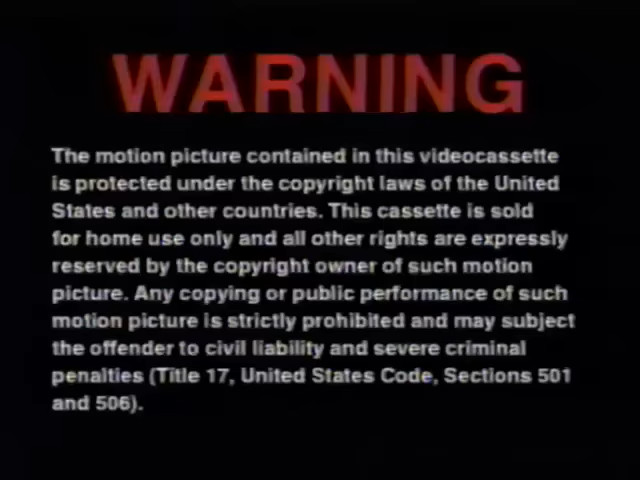 WARNING
The motion picture contained in this videocassette
is protected under the copyright laws of the United
States and other countries. This cassette is sold
for home use only and all other rights are expressly
reserved by the copyright owner of such motion
picture. Any copying or public performance of such
motion picture is strictly prohibited and may subject
the offender to civil liability and severe criminal
penalties (Title 17, United States Code, Sections 501
and 506).